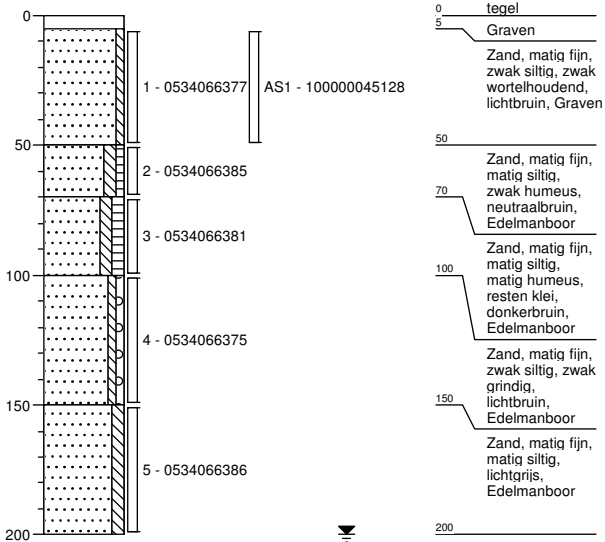 0
50
100
150
200
1 - 0534066377
AS1 - 100000045128
2 - 0534066385
3 - 0534066381
4 - 0534066375
5 - 0534066386
0
tegel
5
Graven
Zand, matig fijn,
zwak siltig, zwak
wortelhoudend,
lichtbruin, Graven
50
Zand, matig fijn,
matig siltig,
zwak humeus,
neutraalbruin,
Edelmanboor
70
Zand, matig fijn,
matig siltig,
matig humeus,
resten klei,
donkerbruin,
Edelmanboor
100
Zand, matig fijn,
zwak siltig, zwak
grindig,
lichtbruin,
Edelmanboor
150
Zand, matig fijn,
matig siltig,
lichtgrijs,
Edelmanboor
200